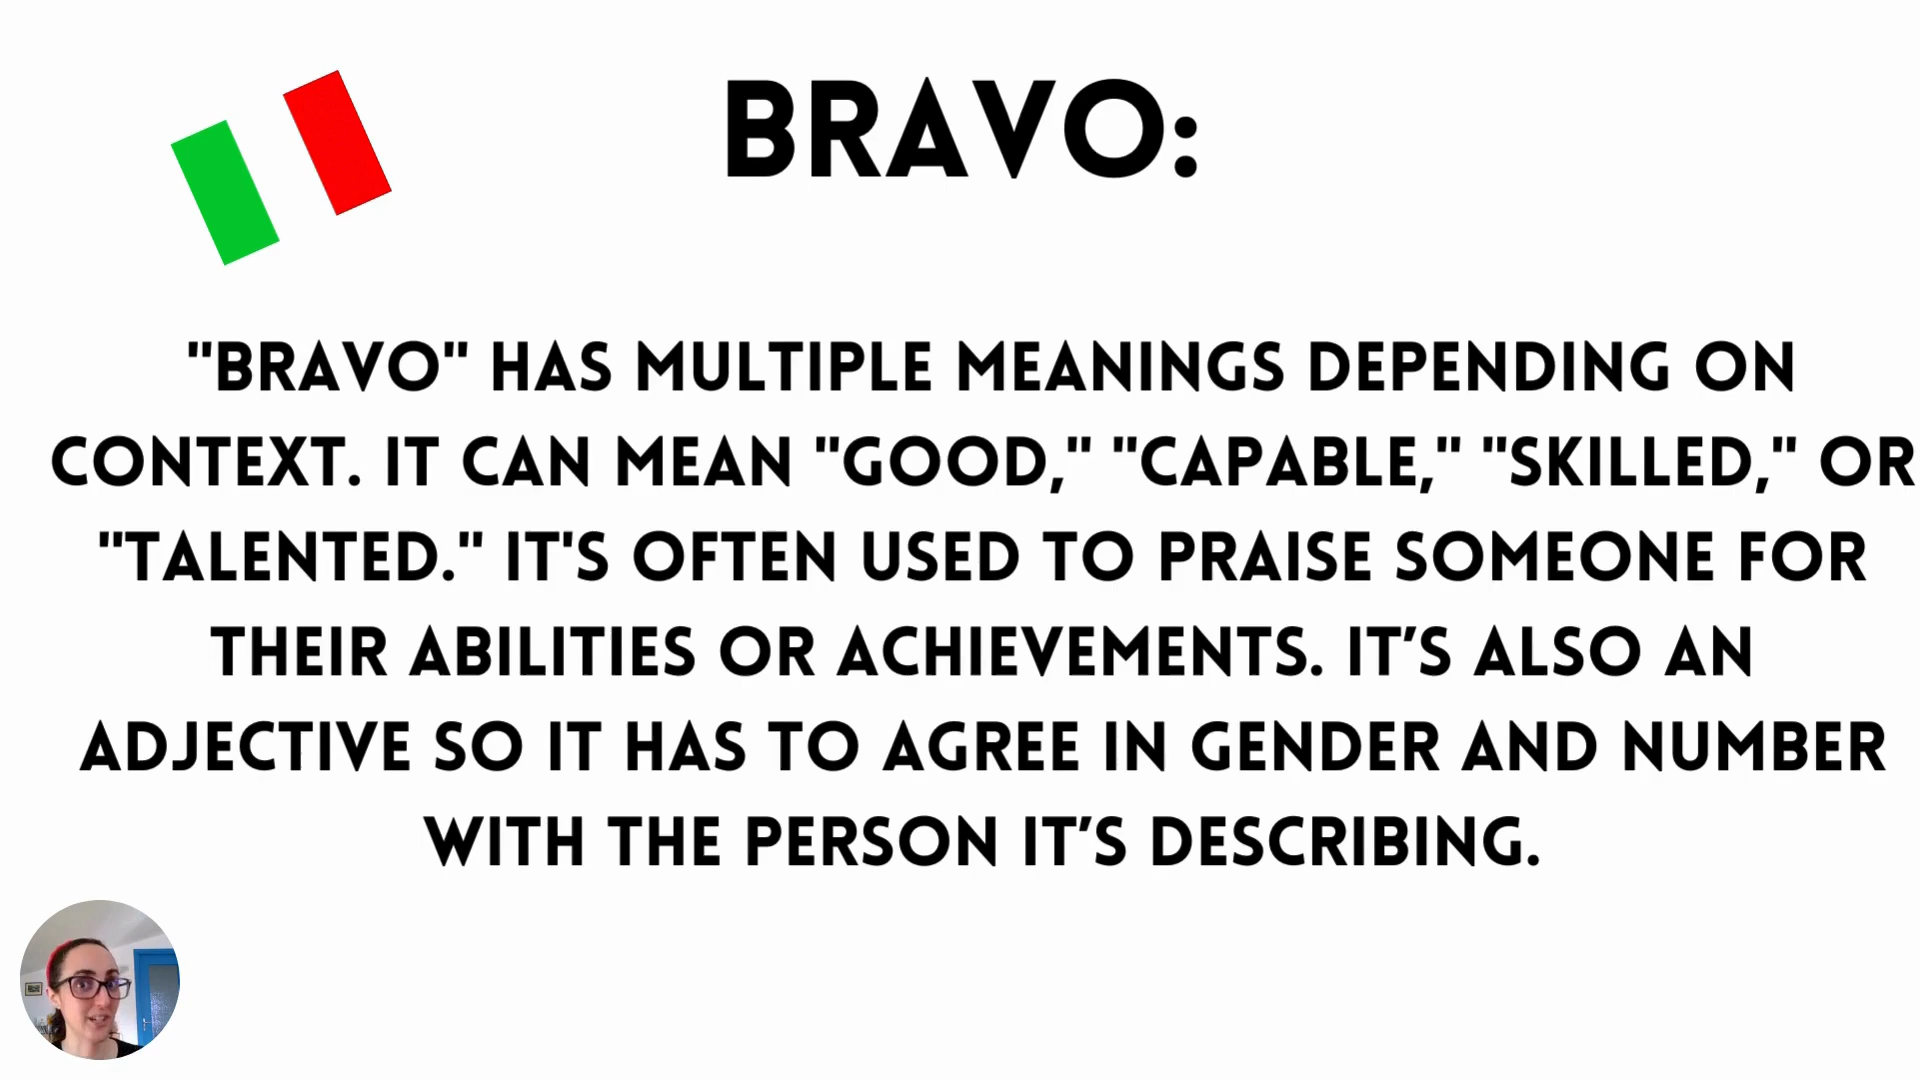 BRAVO:
"BRAVO" HAS MULTIPLE MEANINGS DEPENDING ON
CONTEXT. IT CAN MEAN "GOOD," "CAPABLE," "SKILLED," OR
"TALENTED." IT'S OFTEN USED TO PRAISE SOMEONE FOR
THEIR ABILITIES OR ACHIEVEMENTS. IT’S ALSO AN
ADJECTIVE SO IT HAS TO AGREE IN GENDER AND NUMBER
WITH THE PERSON IT’S DESCRIBING.